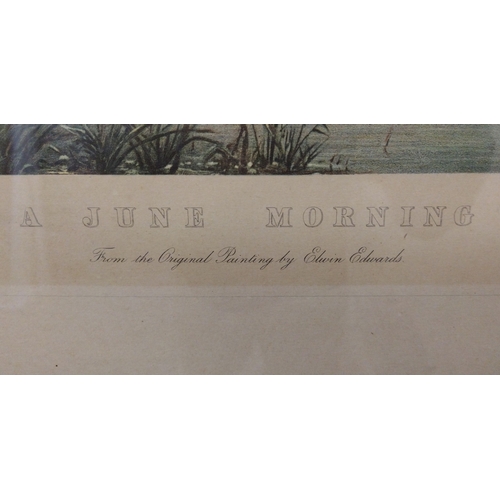 A JUNE MORNING
From the Original Painting by Elwin Edwards